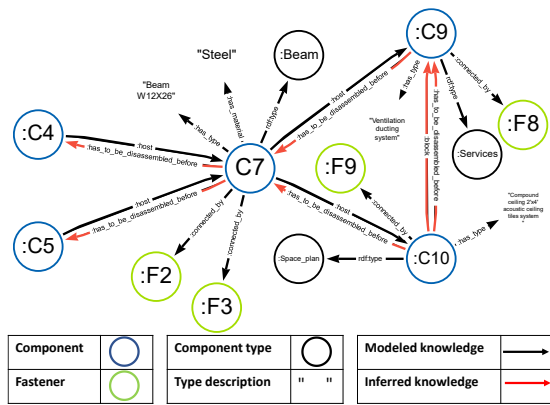 :C9
"Steel"
:Beam
:connected_by
"Beam
W12X26"
:has_type
:has_material
rdf:type
:host
:has_to_be_disassembled_before
:has_type
rdf:type
:block
:has_to_be_disassembled_before
:F8
:C4
:host
:has_to_be_disassembled_before
"Ventilation
ducting
system"
:Services
C7
:F9
:host
:has_to_be_disassembled_before
:host
:has_to_be_disassembled_before
:connected_by
"Compound
ceiling 2'x4'
acoustic ceiling
tiles system
"
:C5
:connected_by
:connected_by
:has_type
:C10
:F2
:Space_plan
rdf:type
:F3
Component
Component type
Modeled knowledge
Fastener
Type description
" "
Inferred knowledge